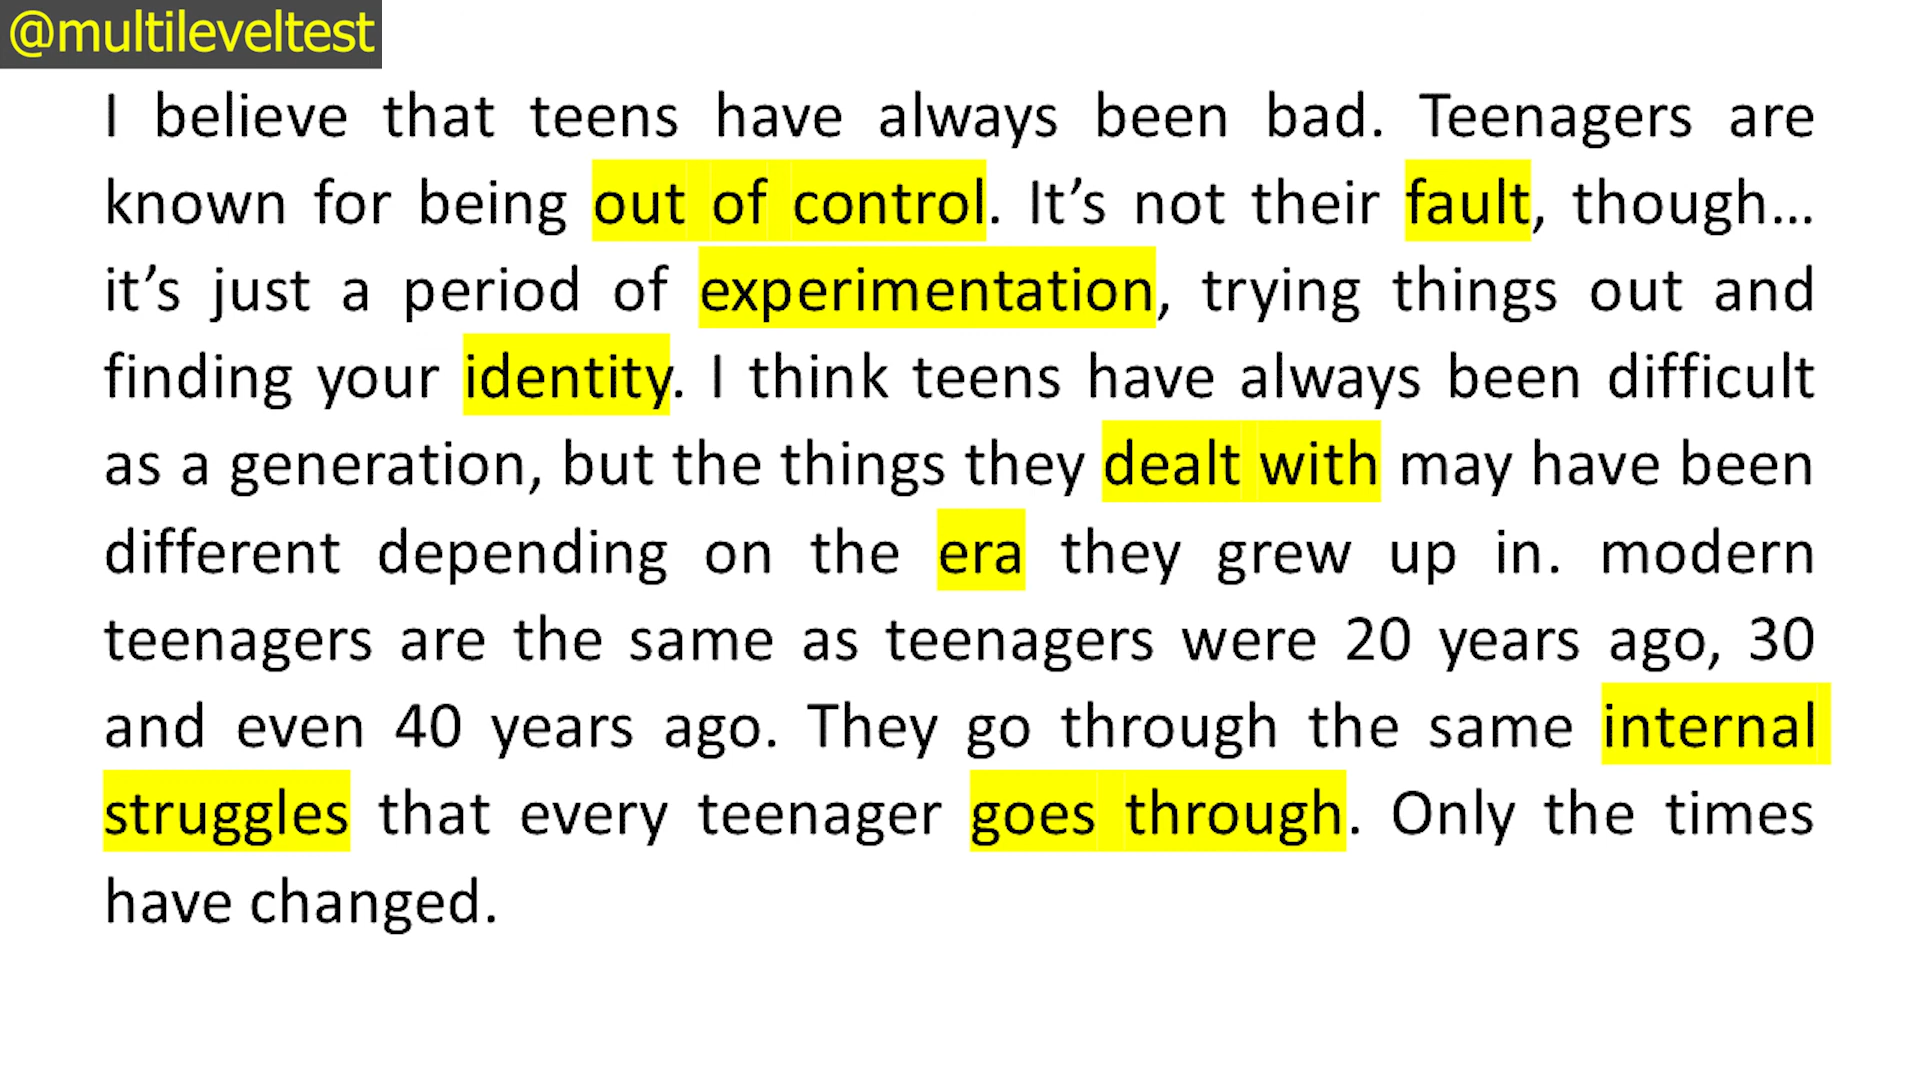 @multileveltest
I believe that teens have always been bad. Teenagers are
known for being out of control. It’s not their fault, though…
it’s just a period of experimentation, trying things out and
finding your identity. I think teens have always been difficult
as a generation, but the things they dealt with may have been
different depending on the era they grew up in. modern
teenagers are the same as teenagers were 20 years ago, 30
and even 40 years ago. They go through the same internal
struggles that every teenager goes through. Only the times
have changed.